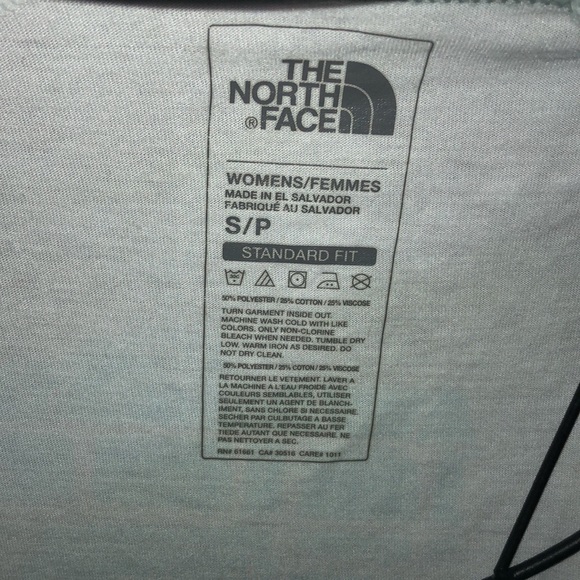 THE
NORTH
® FACE
WOMENS/FEMMES
MADE IN EL SALVADOR
FABRIQUÉ AU SALVADOR
S/P
STANDARD FIT
50% POLYESTER / 25% COTTON / 25% VISCOSE
TURN GARMENT INSIDE OUT.
MACHINE WASH COLD WITH LIKE
COLORS. ONLY NON-CLORINE
BLEACH WHEN NEEDED. TUMBLE DRY
LOW. WARM IRON AS DESIRED. DO
NOT DRY CLEAN.
50% POLYESTER / 25% COTTON / 25% VISCOSE
RETOURNER LE VETEMENT. LAVER A
LA MACHINE A L'EAU FROIDE AVEC
COULEURS SEMBLABLES, UTILISER
SEULEMENT UN AGENT DE BLANCH-
IMENT, SANS CHLORE SI NECESSAIRE.
SECHER PAR CULBUTAGE A BASSE
TEMPERATURE. REPASSER AU FER
TIEDE AUTANT QUE NECESSAIRE. NE
PAS NETTOYER A SEC.
RN# 61661 CA# 30516 CARE# 1011